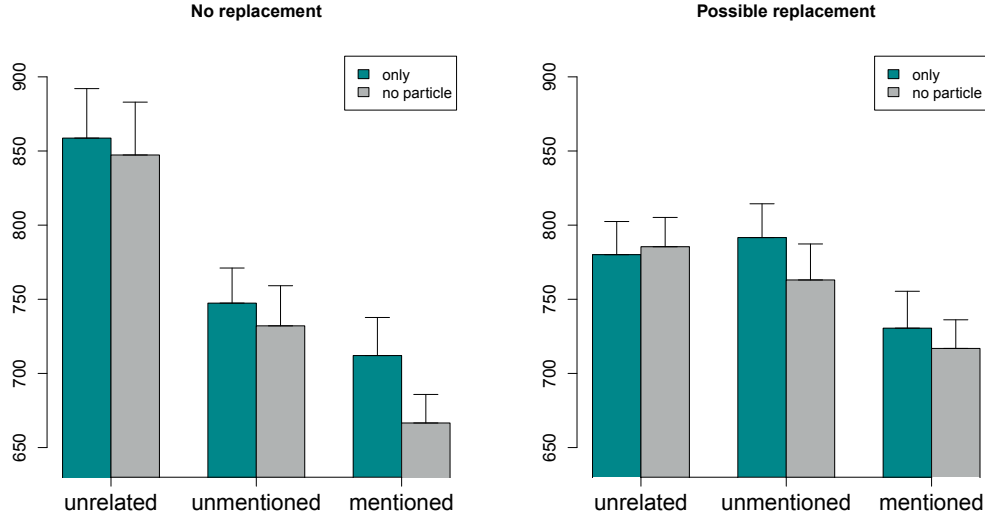 No replacement
only
no particle
900
850
800
750
700
650
unrelated unmentioned mentioned
Possible replacement
only
no particle
900
850
800
750
700
650
unrelated unmentioned mentioned